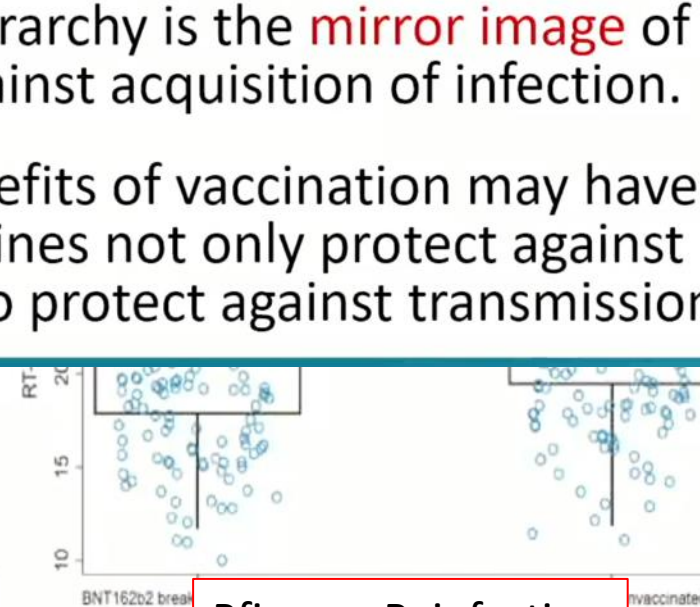 rarchy is the mirror image of
ainst acquisition of infection.
efits of vaccination may have
ines not only protect against
o protect against transmission
RT-
20
15
10
BNT162b2 break
nvaccinate